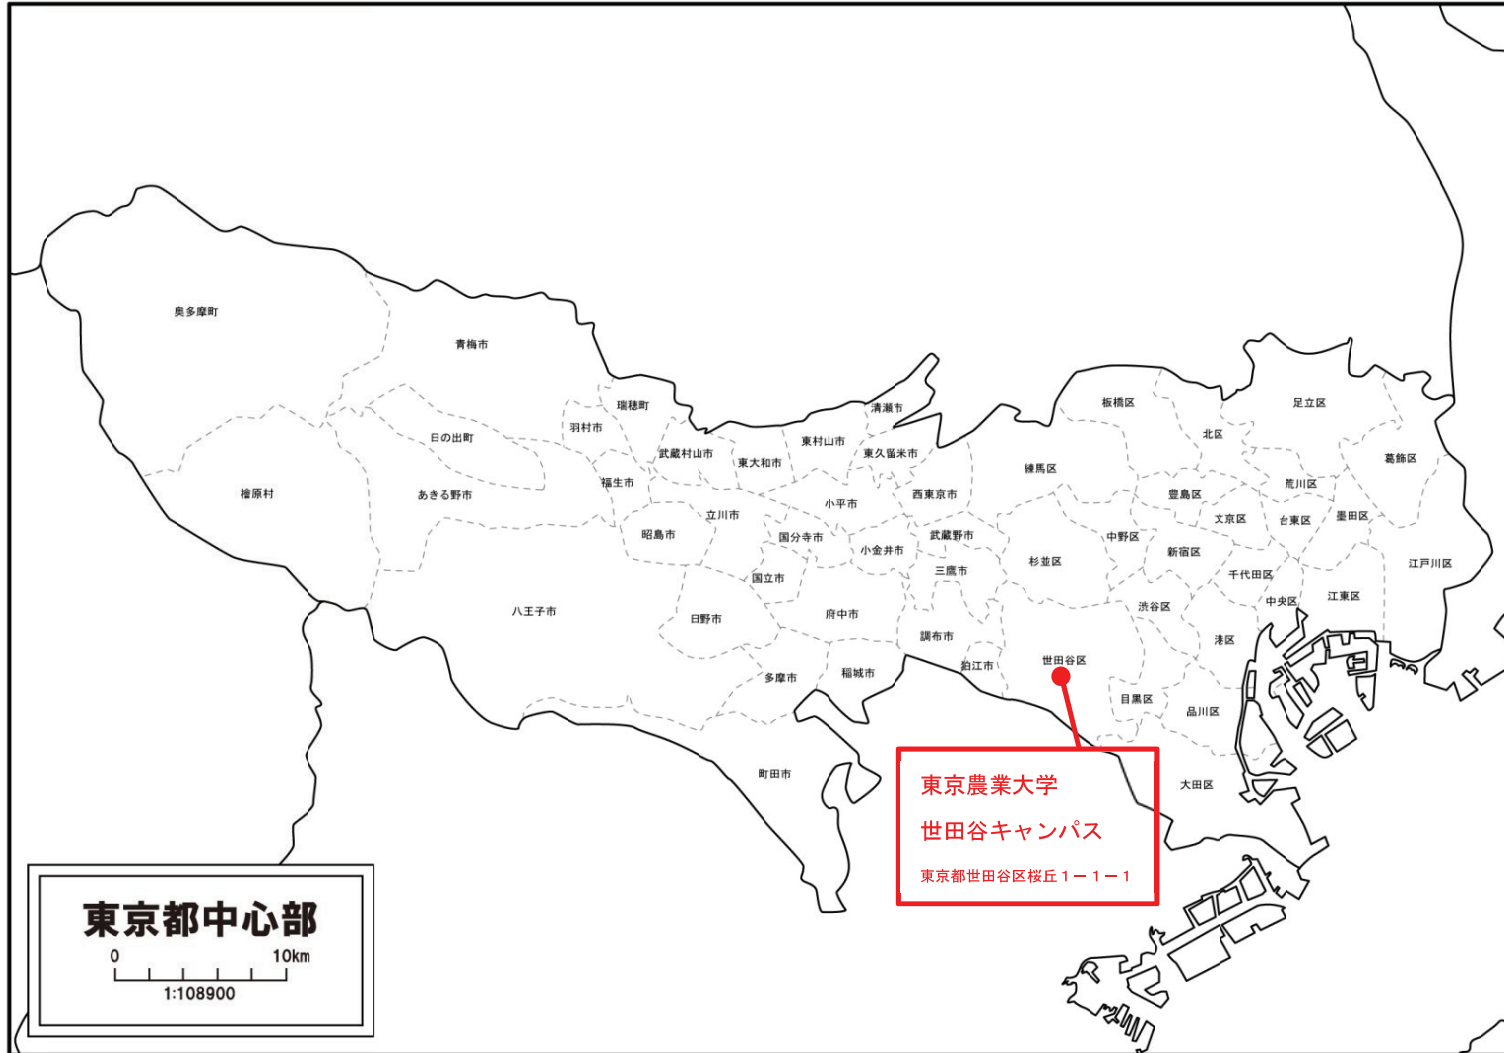 奥多摩町
青梅市
瑞穂町
羽村市
日の出町
檜原村
あきる野市
福生市
武蔵村山市
東大和市
東村山市
清瀬市
東久留米市
西東京市
小平市
立川市
昭島市
国分寺市
小金井市
武蔵野市
三鷹市
国立市
八王子市
日野市
府中市
調布市
狛江市
多摩市
稲城市
町田市
板橋区
北区
足立区
葛飾区
練馬区
荒川区
豊島区
文京区
台東区
墨田区
中野区
杉並区
新宿区
千代田区
中央区
江東区
江戸川区
渋谷区
港区
世田谷区
目黒区
品川区
大田区
東京農業大学
世田谷キャンパス
東京都世田谷区桜丘1-1-1
東京都中心部
0 10km
1:108900